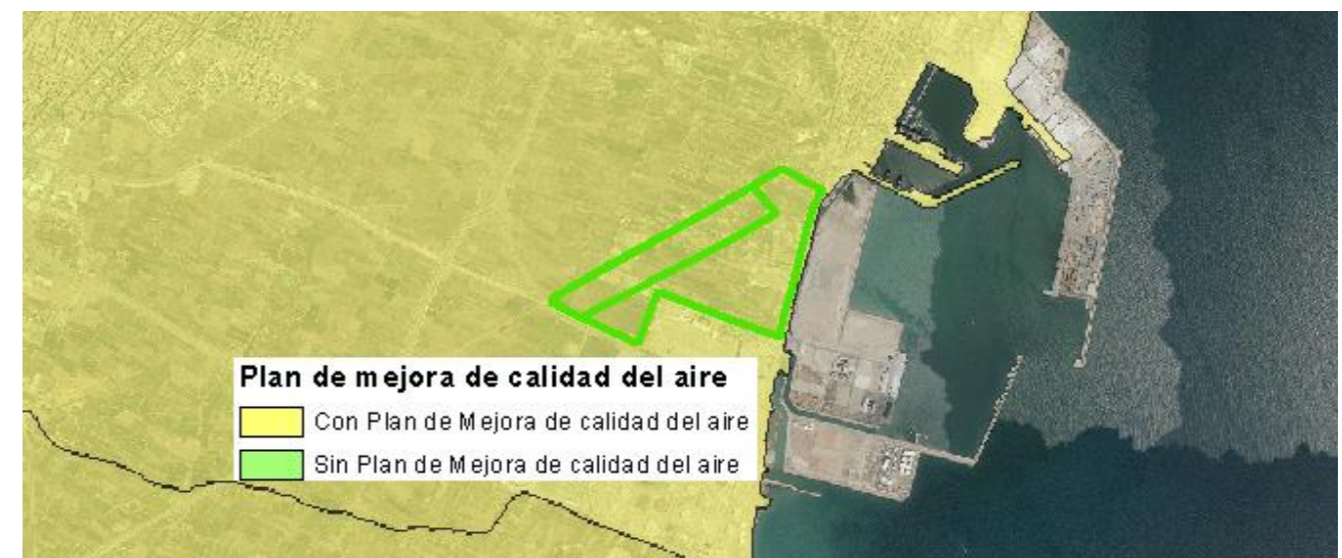 Plan de mejora de calidad del aire
Con Plan de Mejora de calidad del aire
Sin Plan de Mejora de calidad del aire